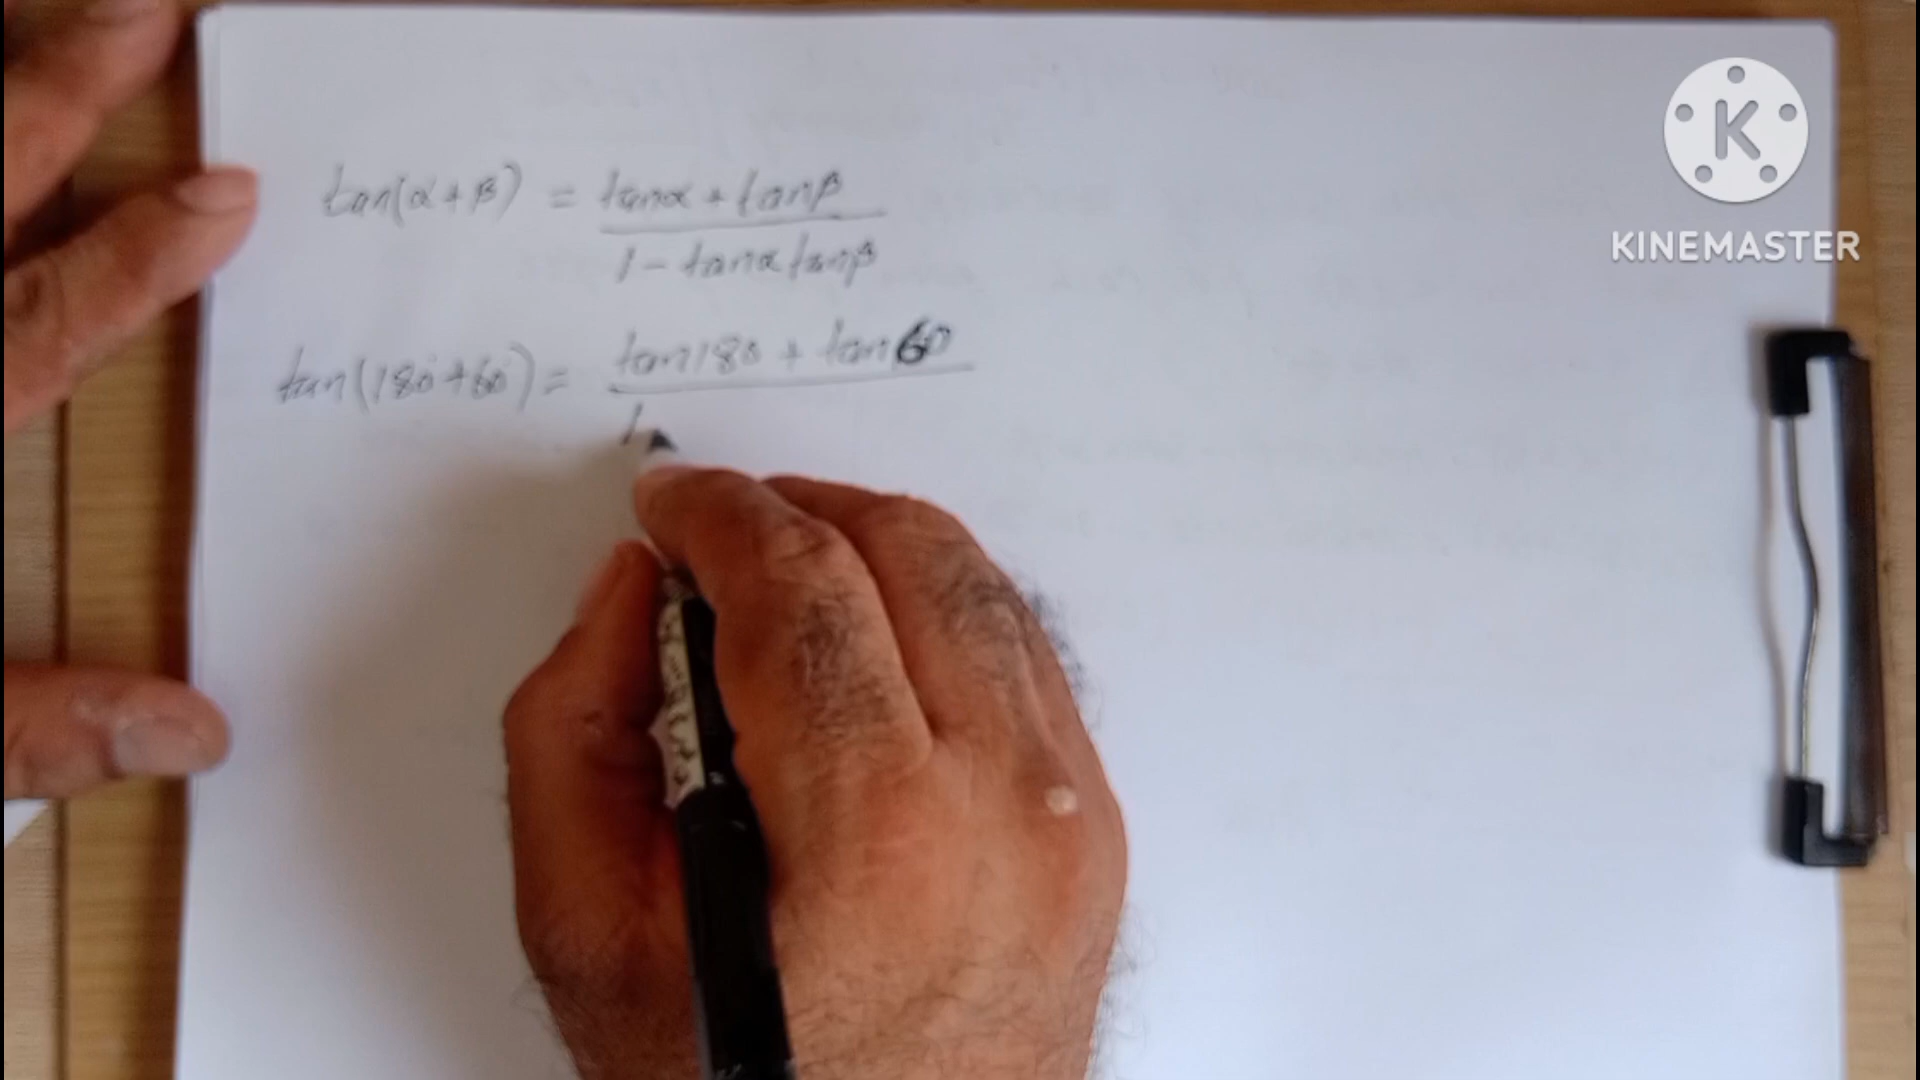 K
KINEMASTER
tan(α+β) = tanα + tanβ
1 - tanα tanβ
tan(180°+60°) = tan180 + tan60
1